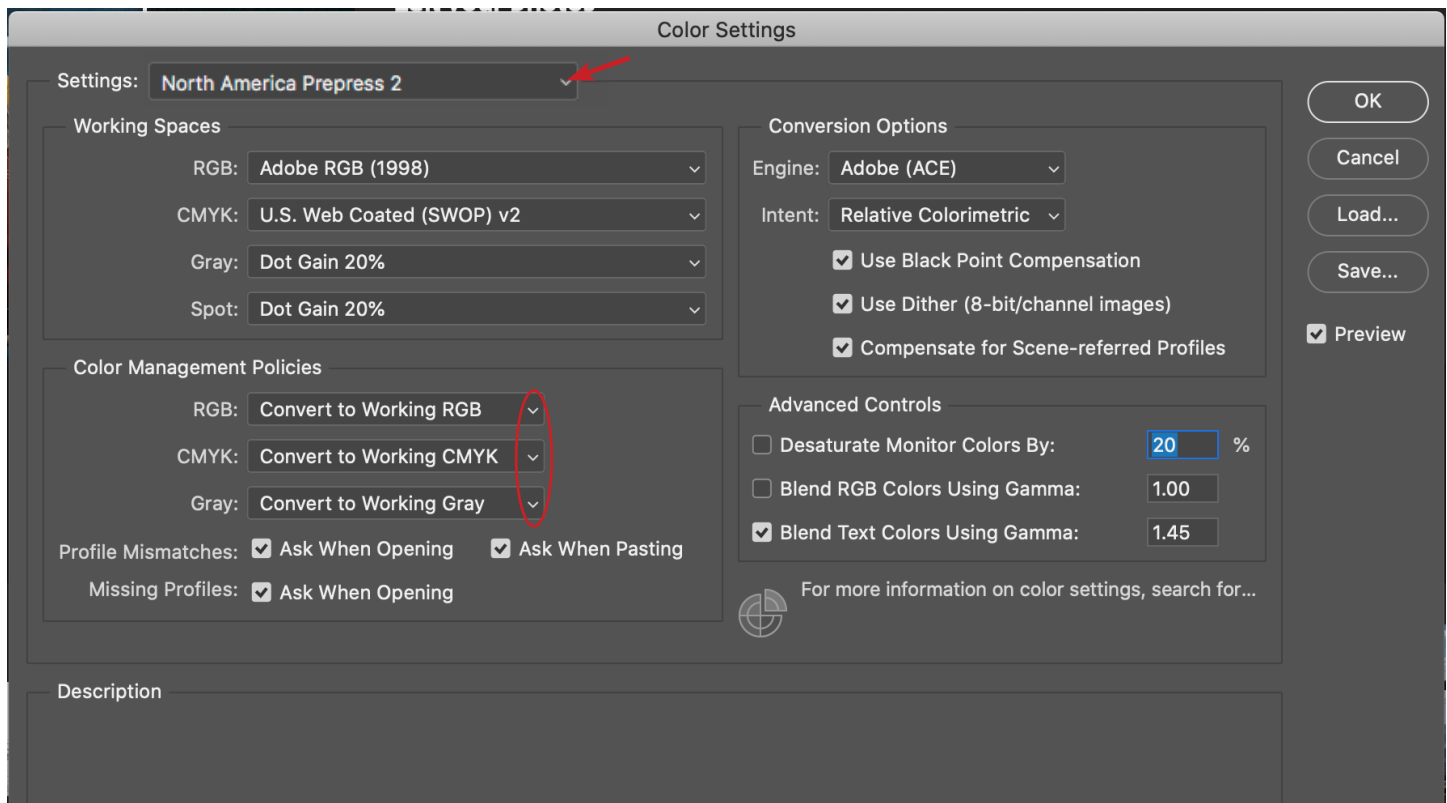 Color Settings
Settings: North America Prepress 2
Working Spaces
RGB: Adobe RGB (1998)
CMYK: U.S. Web Coated (SWOP) v2
Gray: Dot Gain 20%
Spot: Dot Gain 20%
Color Management Policies
RGB: Convert to Working RGB
CMYK: Convert to Working CMYK
Gray: Convert to Working Gray
Profile Mismatches: Ask When Opening Ask When Pasting
Missing Profiles: Ask When Opening
Conversion Options
Engine: Adobe (ACE)
Intent: Relative Colorimetric
Use Black Point Compensation
Use Dither (8-bit/channel images)
Compensate for Scene-referred Profiles
Advanced Controls
Desaturate Monitor Colors By: 20 %
Blend RGB Colors Using Gamma: 1.00
Blend Text Colors Using Gamma: 1.45
For more information on color settings, search for...
OK
Cancel
Load...
Save...
Preview
Description